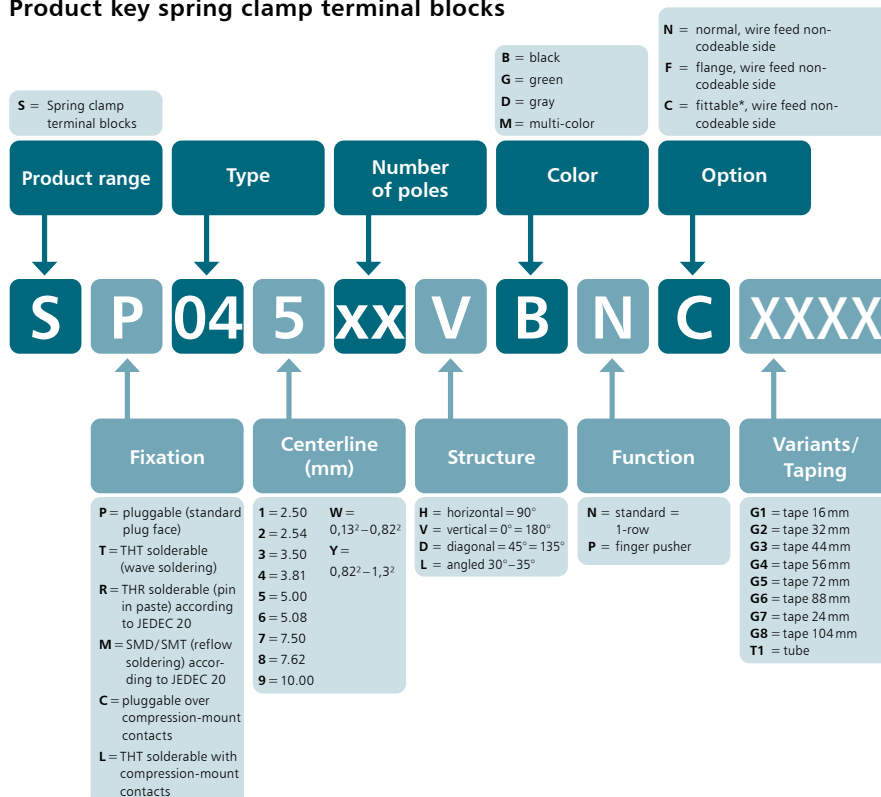 Product key spring clamp terminal blocks
S = Spring clamp
terminal blocks
B = black
G = green
D = gray
M = multi-color
N = normal, wire feed non-
codeable side
F = flange, wire feed non-
codeable side
C = fittable*, wire feed non-
codeable side
Product range
Type
Number
of poles
Color
Option
S P 04 5 xx V B N C XXXX
Fixation
Centerline
(mm)
Structure
Function
Variants/
Taping
P = pluggable (standard
plug face)
T = THT solderable
(wave soldering)
R = THR solderable (pin
in paste) according
to JEDEC 20
M = SMD/SMT (reflow
soldering) accor-
ding to JEDEC 20
C = pluggable over
compression-mount
contacts
L = THT solderable with
compression-mount
contacts
1 = 2.50
2 = 2.54
3 = 3.50
4 = 3.81
5 = 5.00
6 = 5.08
7 = 7.50
8 = 7.62
9 = 10.00
W =
0,13²–0,82²
Y =
0,82²–1,3²
H = horizontal = 90°
V = vertical = 0° = 180°
D = diagonal = 45° = 135°
L = angled 30°–35°
N = standard =
1-row
P = finger pusher
G1 = tape 16 mm
G2 = tape 32 mm
G3 = tape 44 mm
G4 = tape 56 mm
G5 = tape 72 mm
G6 = tape 88 mm
G7 = tape 24 mm
G8 = tape 104 mm
T1 = tube